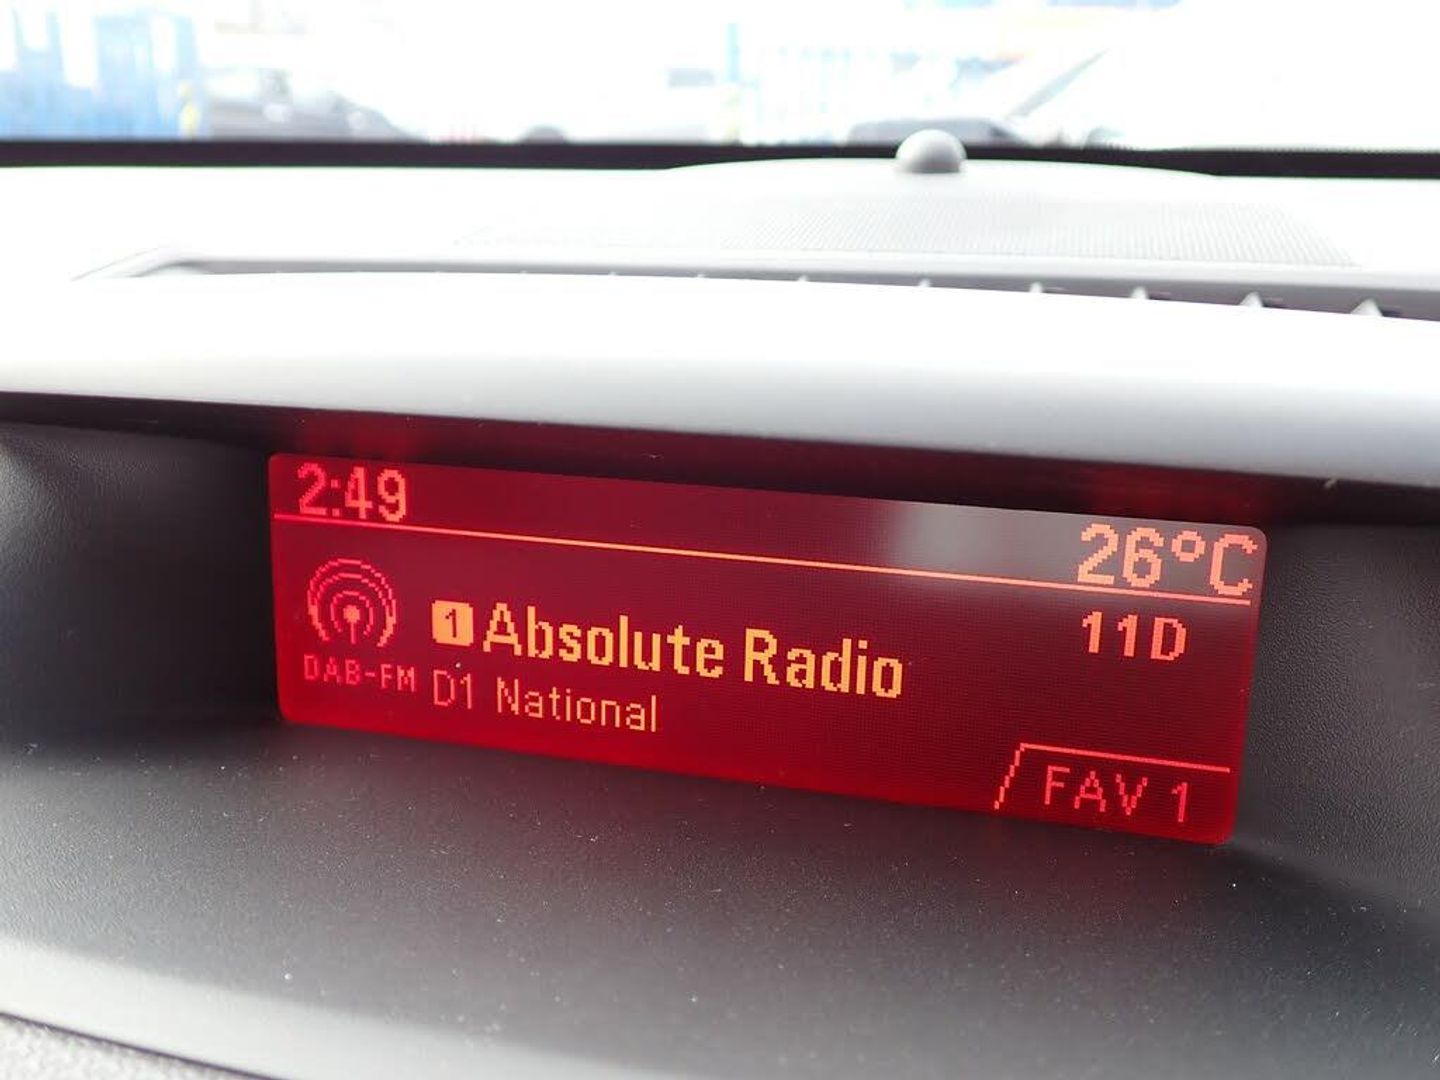 2:49
26°C
11D
1 Absolute Radio
DAB-FM D1 National
FAV 1